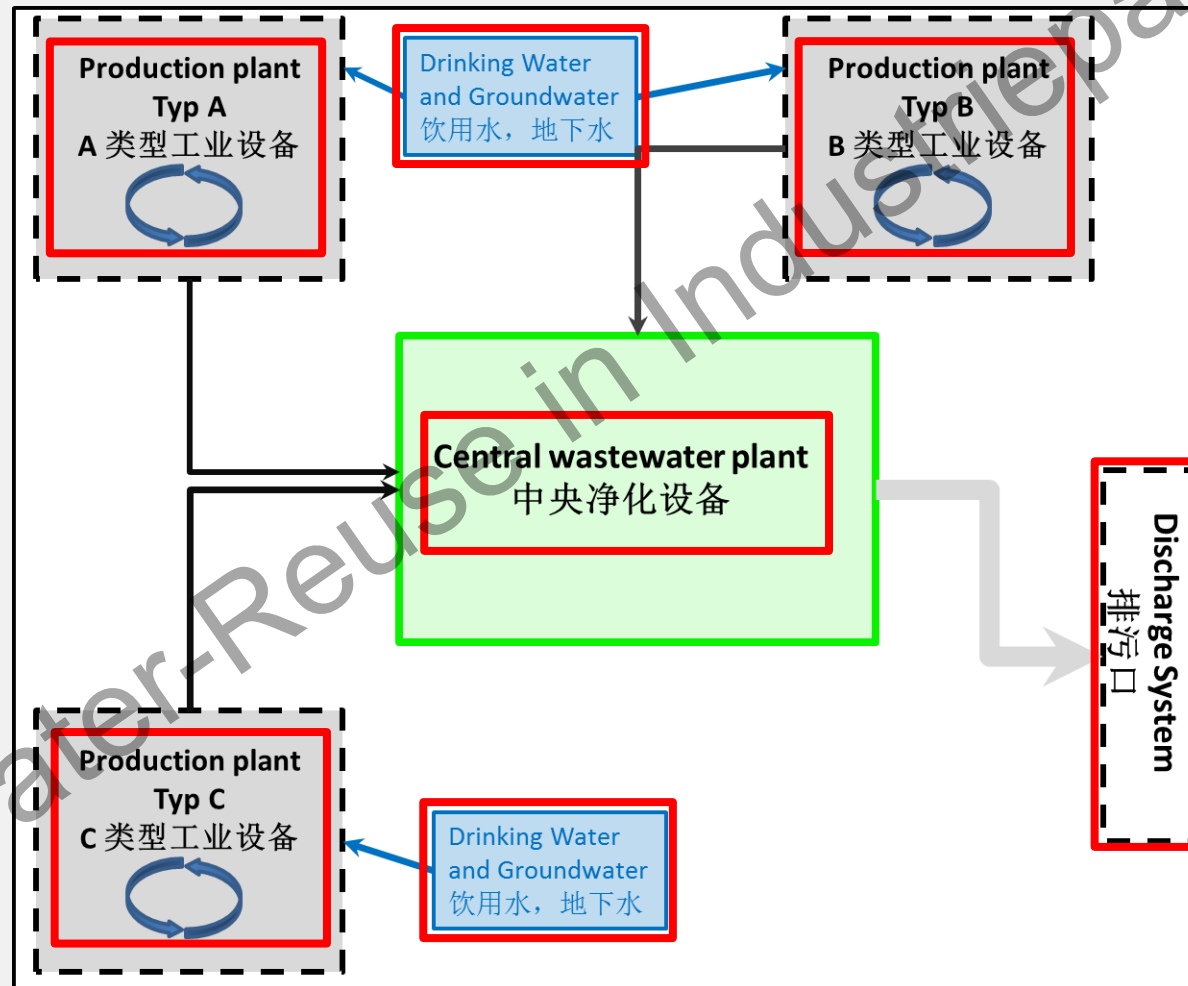 Production plant
Typ A
A 类型工业设备
Drinking Water
and Groundwater
饮用水，地下水
Production plant
Typ B
B 类型工业设备
Central wastewater plant
中央净化设备
Discharge System
排污口
Production plant
Typ C
C 类型工业设备
Drinking Water
and Groundwater
饮用水，地下水
ater-Reuse in Industriepa